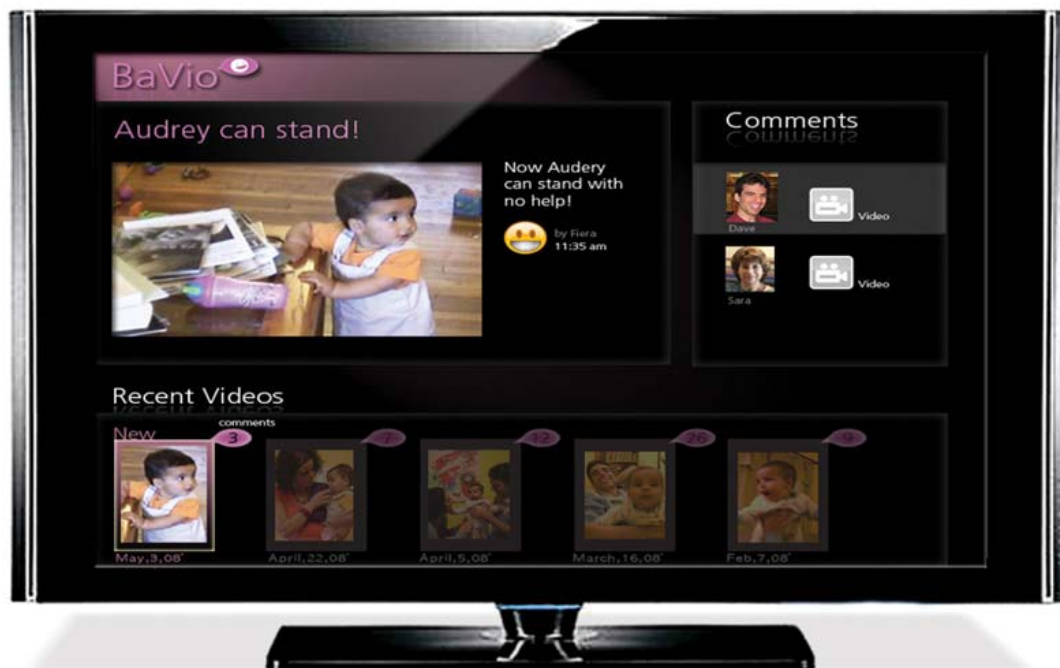 BaVio
Audrey can stand!
Now Audery
can stand with
no help!
by Fiera
11:35 am
Comments
Dave
Video
Sara
Video
Recent Videos
New
comments
3
7
12
26
9
May,3,08'
April,22,08'
April,5,08'
March,16,08'
Feb,7,08'